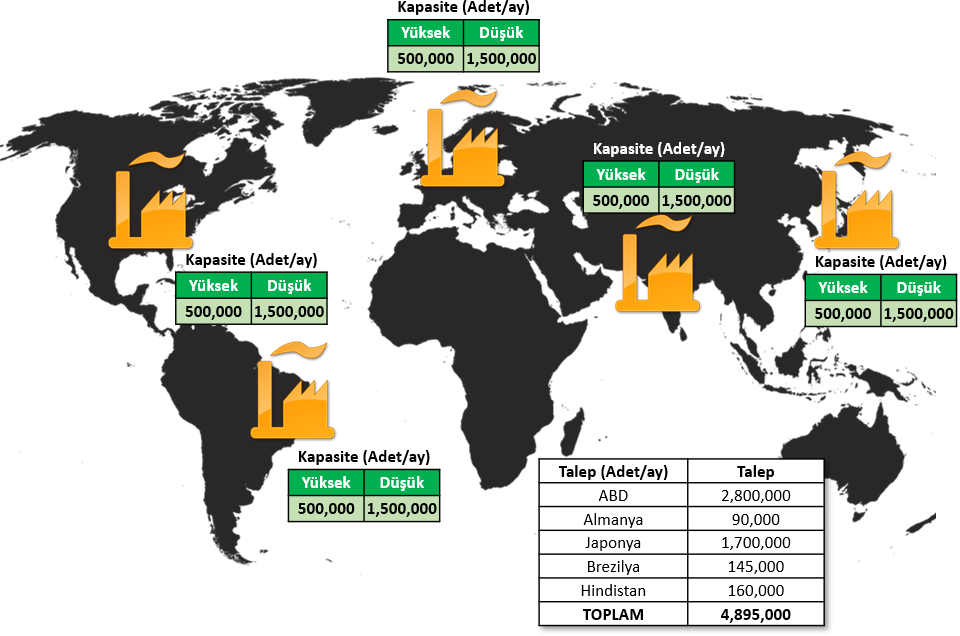 Kapasite (Adet/ay)
Yüksek Düşük
500,000 1,500,000
Kapasite (Adet/ay)
Yüksek Düşük
500,000 1,500,000
Kapasite (Adet/ay)
Yüksek Düşük
500,000 1,500,000
Kapasite (Adet/ay)
Yüksek Düşük
500,000 1,500,000
Kapasite (Adet/ay)
Yüksek Düşük
500,000 1,500,000
Talep (Adet/ay) Talep
ABD 2,800,000
Almanya 90,000
Japonya 1,700,000
Brezilya 145,000
Hindistan 160,000
TOPLAM 4,895,000